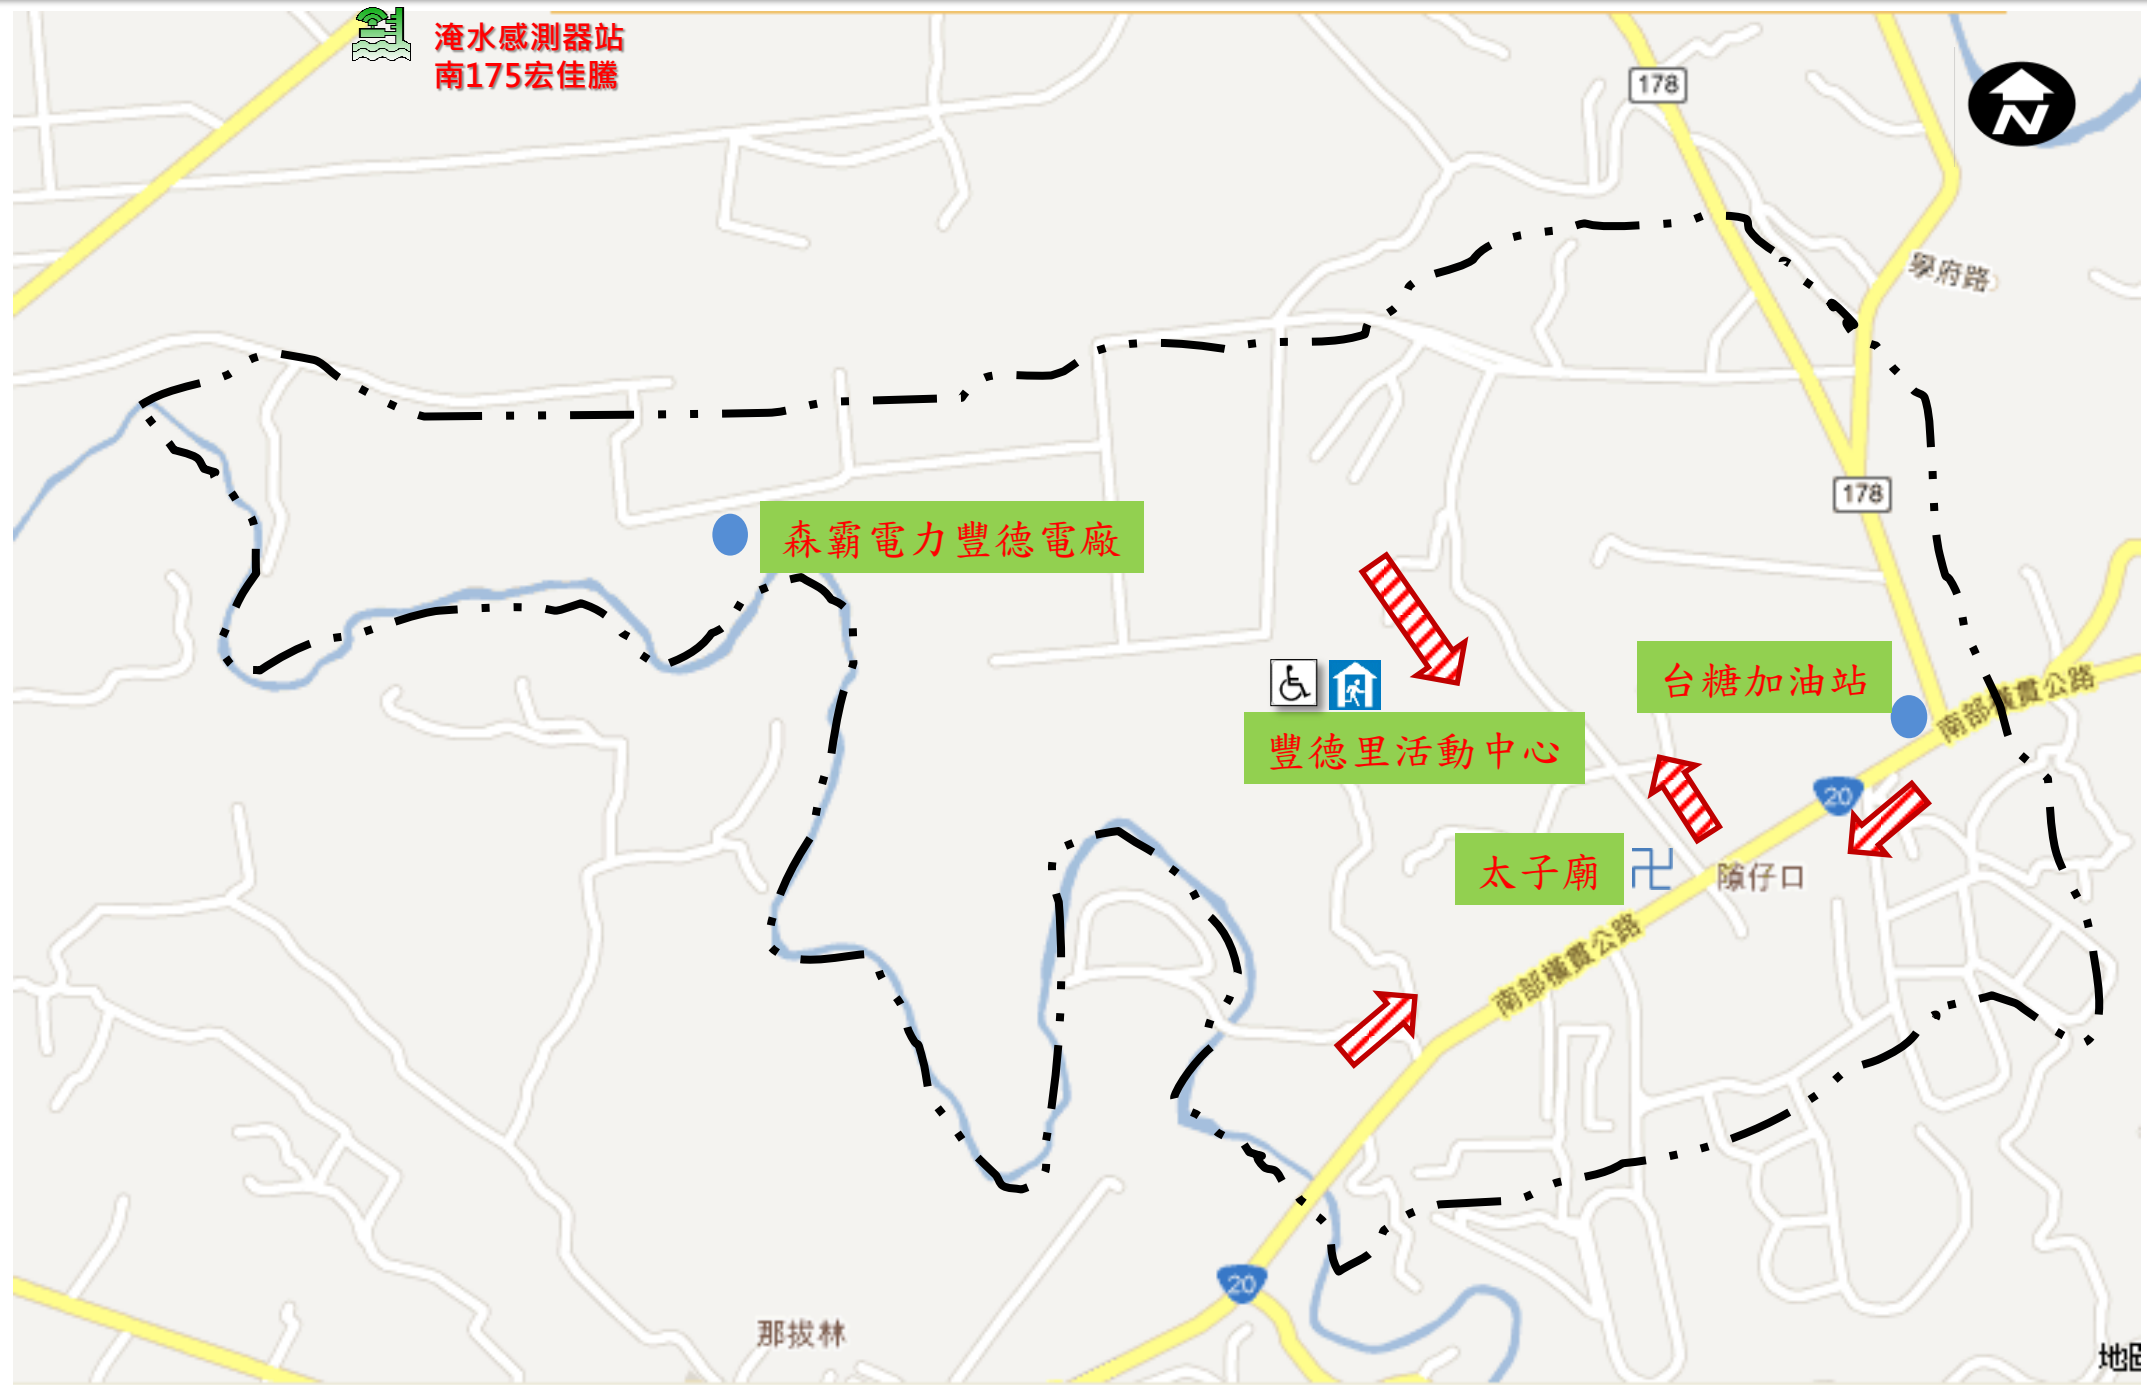 淹水感測器站
南175宏佳騰
178
N
學府路
178
森霸電力豐德電廠
台糖加油站
南部橫貫公路
豐德里活動中心
20
太子廟
隙仔口
南部橫貫公路
20
那拔林
地